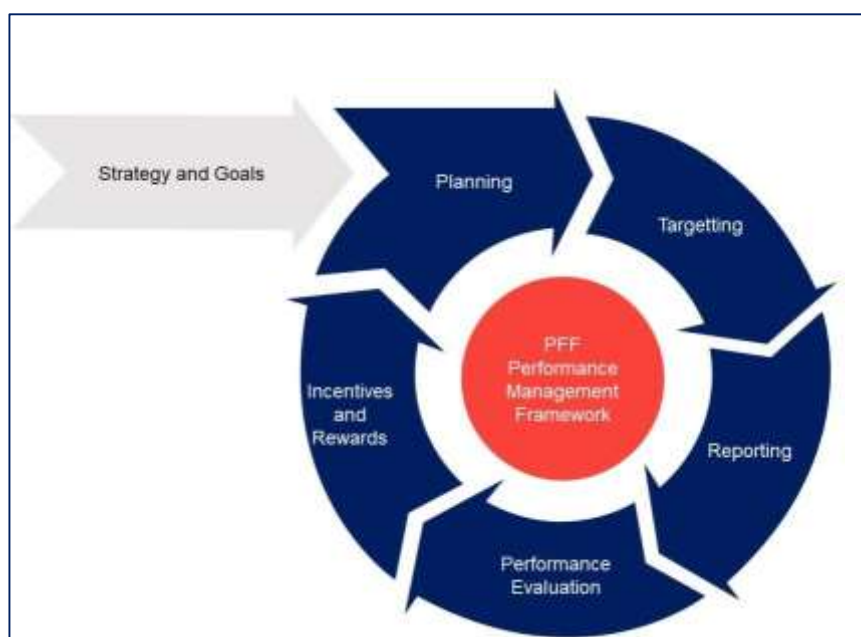 Strategy and Goals
Planning
Targetting
PFF
Performance
Management
Framework
Incentives
and
Rewards
Reporting
Performance
Evaluation